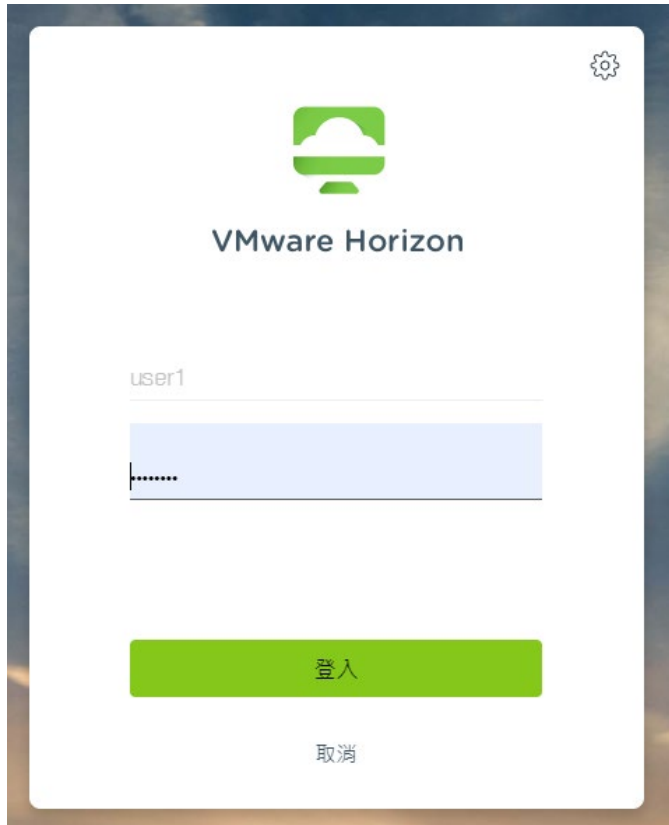 VMware Horizon
user1
........
登入
取消